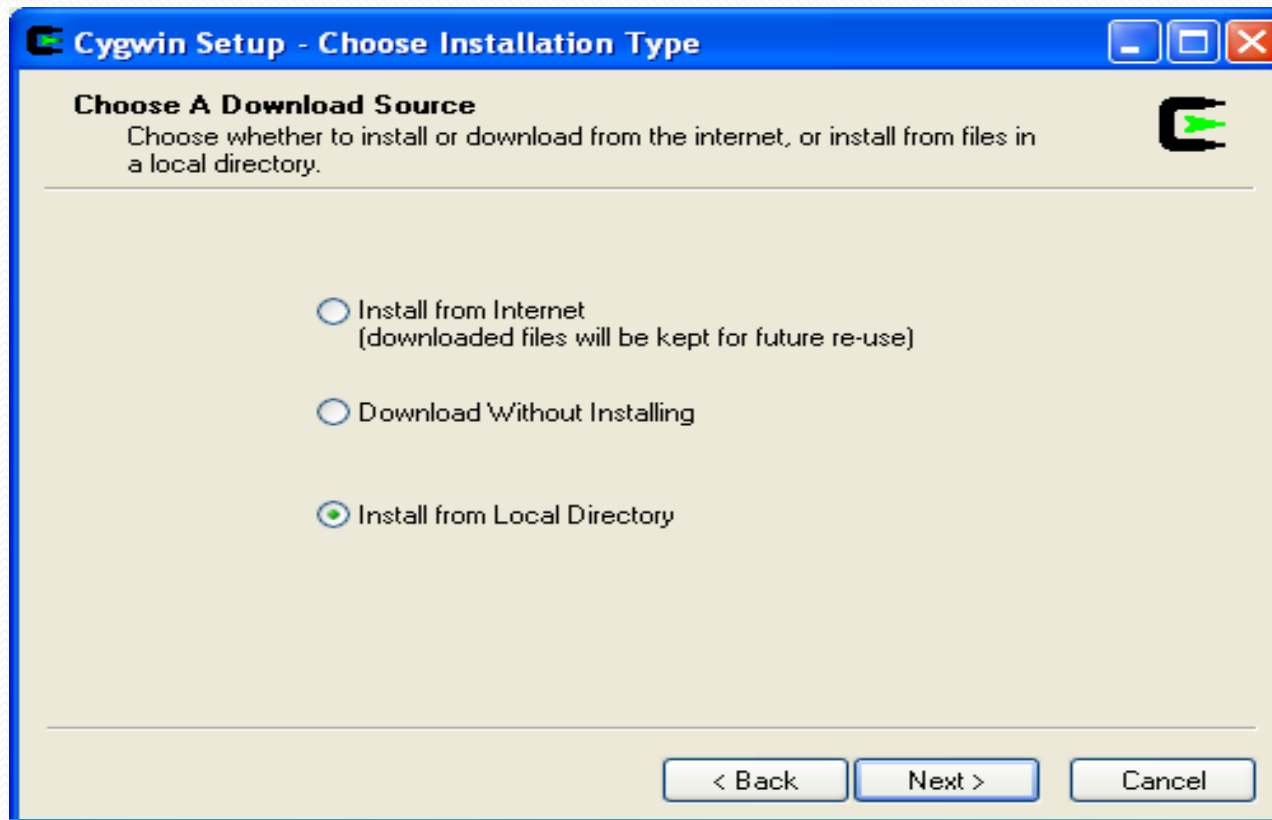 Cygwin Setup - Choose Installation Type
Choose A Download Source
Choose whether to install or download from the internet, or install from files in
a local directory.
Install from Internet
(downloaded files will be kept for future re-use)
Download Without Installing
Install from Local Directory
< Back Next > Cancel